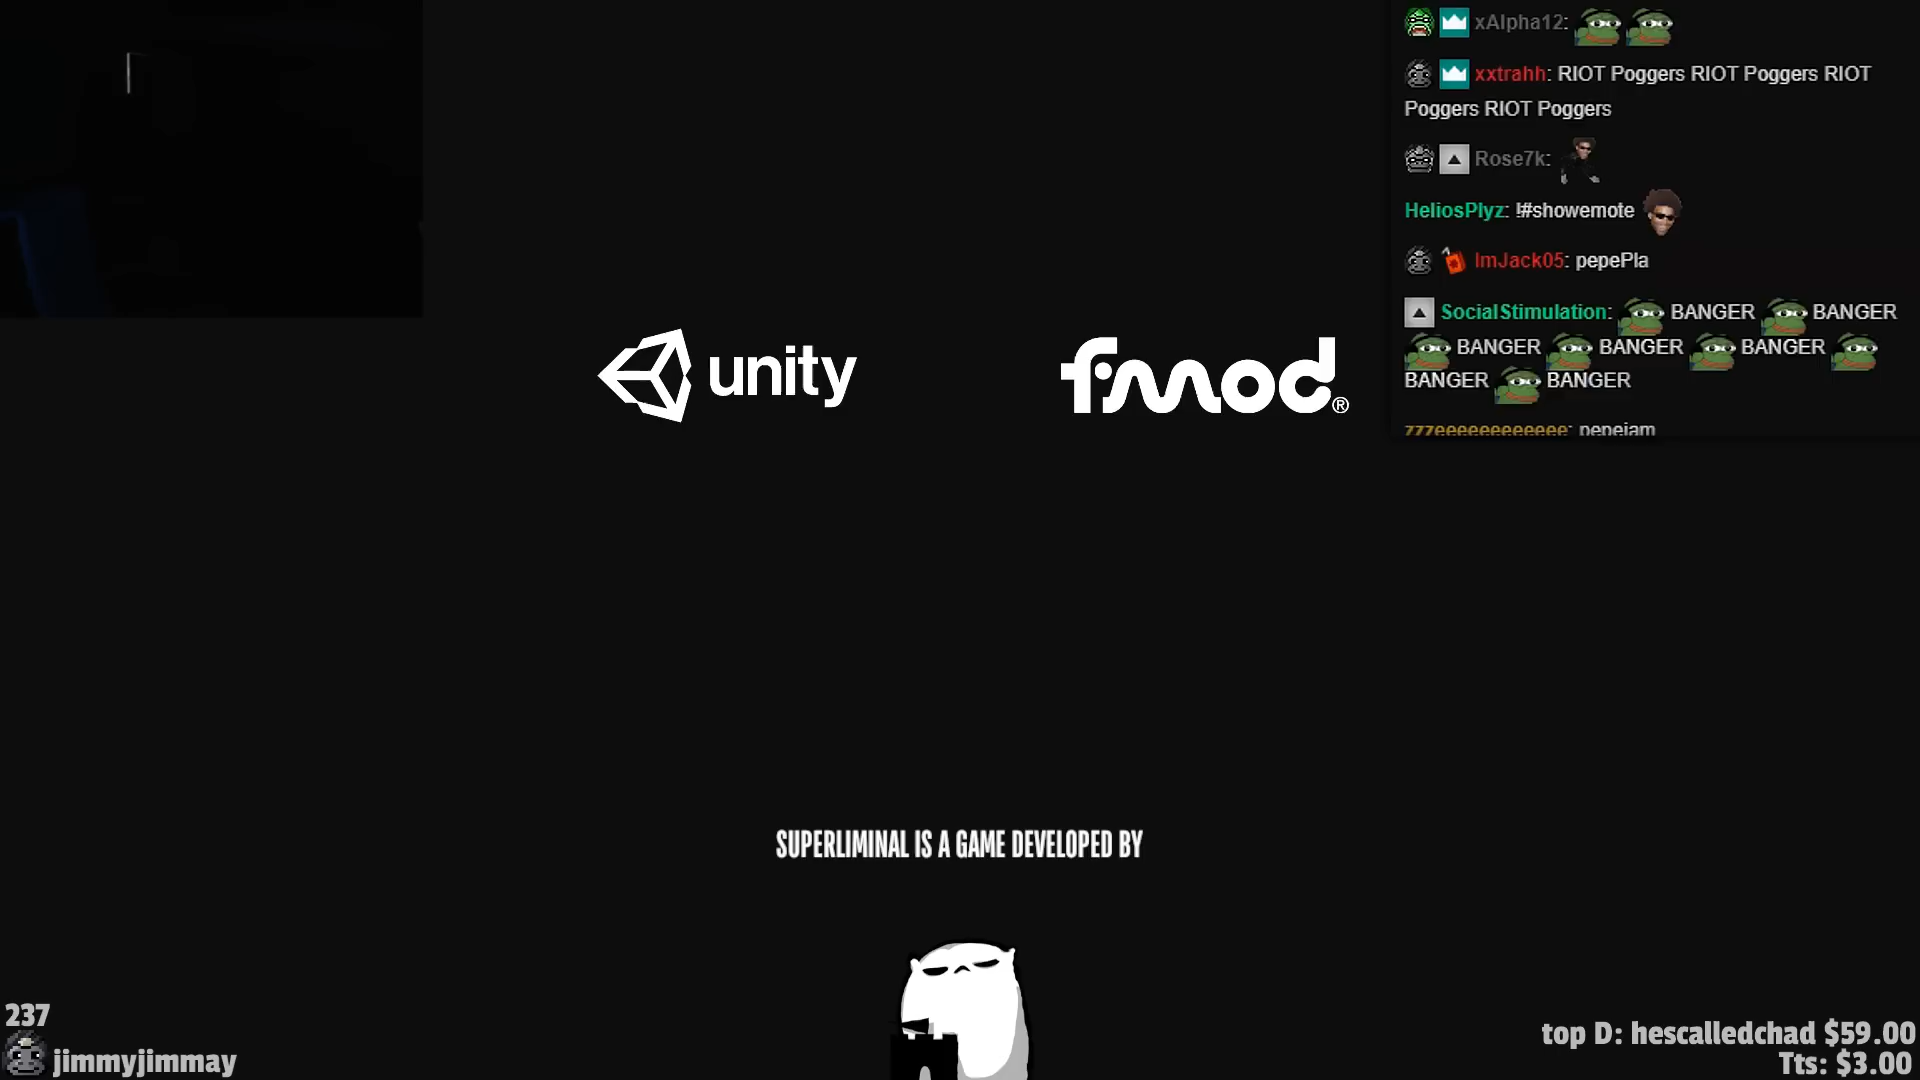 xAlpha12:
xxtrahh: RIOT Poggers RIOT Poggers RIOT
Poggers RIOT Poggers
Rose7k:
HeliosPlyz: !#showemote
ImJack05: pepePla
SocialStimulation: BANGER BANGER
BANGER BANGER BANGER
BANGER BANGER
zzzeeeeeeeeeeee: pepejam
unity
fmod®
SUPERLIMINAL IS A GAME DEVELOPED BY
237
jimmyjimmay
top D: hescalledchad $59.00
Tts: $3.00